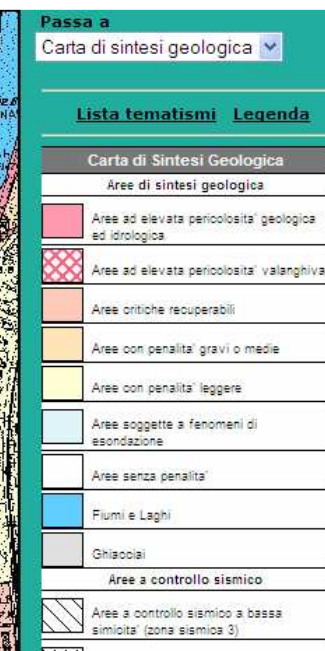 Passa a
Carta di sintesi geologica
Lista tematismi Legenda
Carta di Sintesi Geologica
Aree di sintesi geologica
Aree ad elevata pericolosita' geologica
ed idrologica
Aree ad elevata pericolosita' valanghiva
Aree critiche recuperabili
Aree con penalita' gravi o medie
Aree con penalita' leggere
Aree soggette a fenomeni di
esondazione
Aree senza penalita'
Fiumi e Laghi
Ghiacciai
Aree a controllo sismico
Aree a controllo sismico a bassa
simicita' (zona sismica 3)